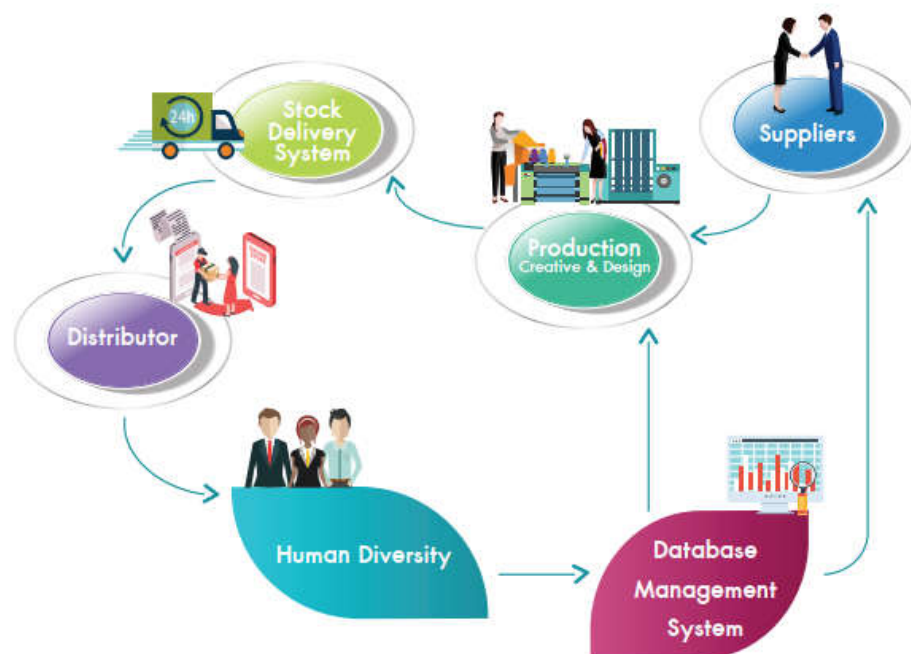 24h
Stock
Delivery
System
Suppliers
Production
Creative & Design
Distributor
Human Diversity
Database
Management
System